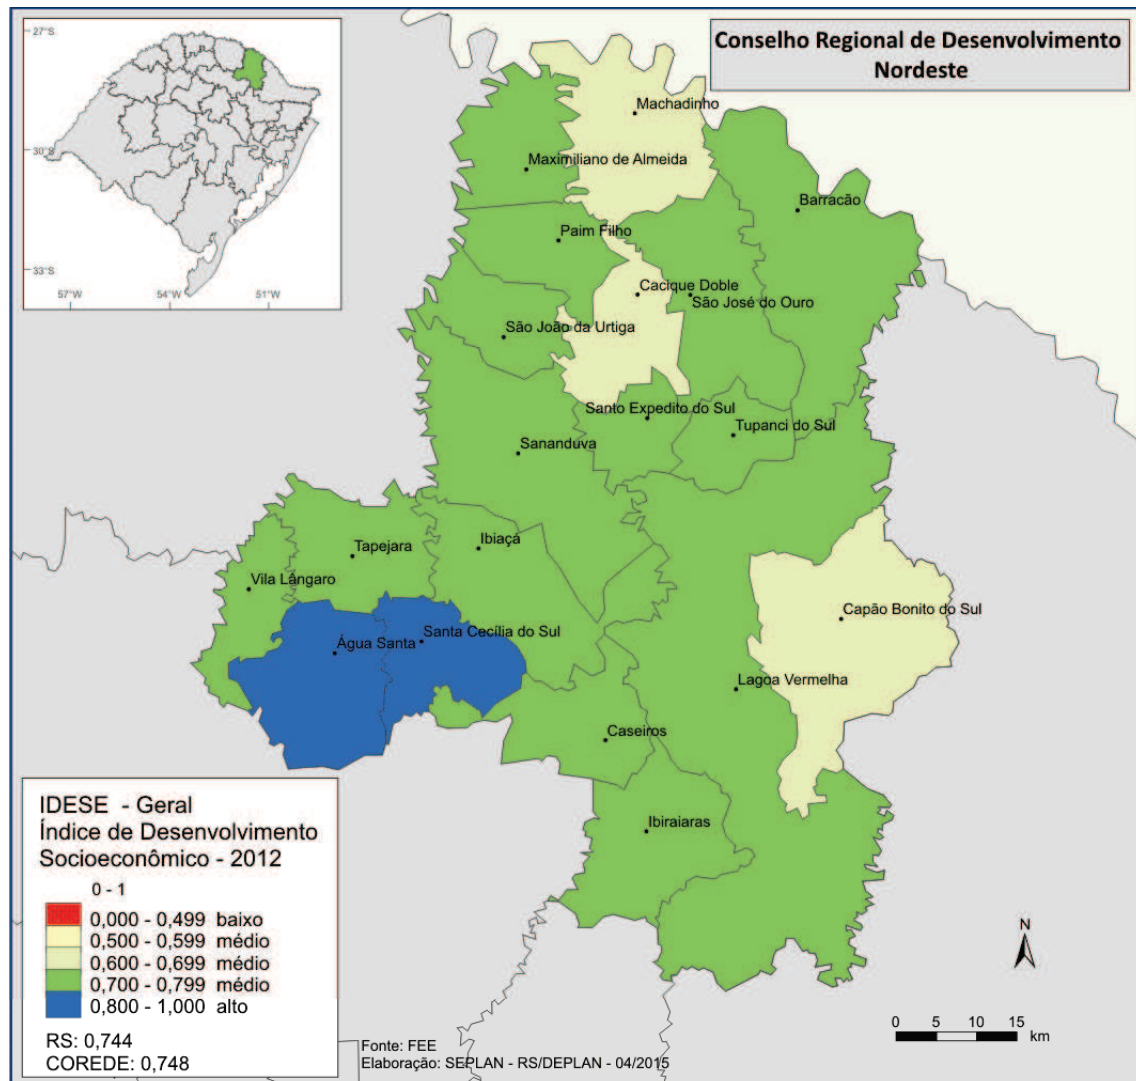 Conselho Regional de Desenvolvimento
Nordeste
27°S
30°S
33°S
57°W
54°W
51°W
Machadinho
Maximiliano de Almeida
Barracão
Paim Filho
Cacique Doble
São José do Ouro
São João da Urtiga
Santo Expedito do Sul
Tupanci do Sul
Sananduva
Ibiaçá
Tapejara
Vila Lângaro
Capão Bonito do Sul
Santa Cecília do Sul
Água Santa
Lagoa Vermelha
Caseiros
Ibiraiaras
IDESE - Geral
Índice de Desenvolvimento
Socioeconômico - 2012
0 - 1
0,000 - 0,499 baixo
0,500 - 0,599 médio
0,600 - 0,699 médio
0,700 - 0,799 médio
0,800 - 1,000 alto
RS: 0,744
COREDE: 0,748
Fonte: FEE
Elaboração: SEPLAN - RS/DEPLAN - 04/2015
N
0 5 10 15
km